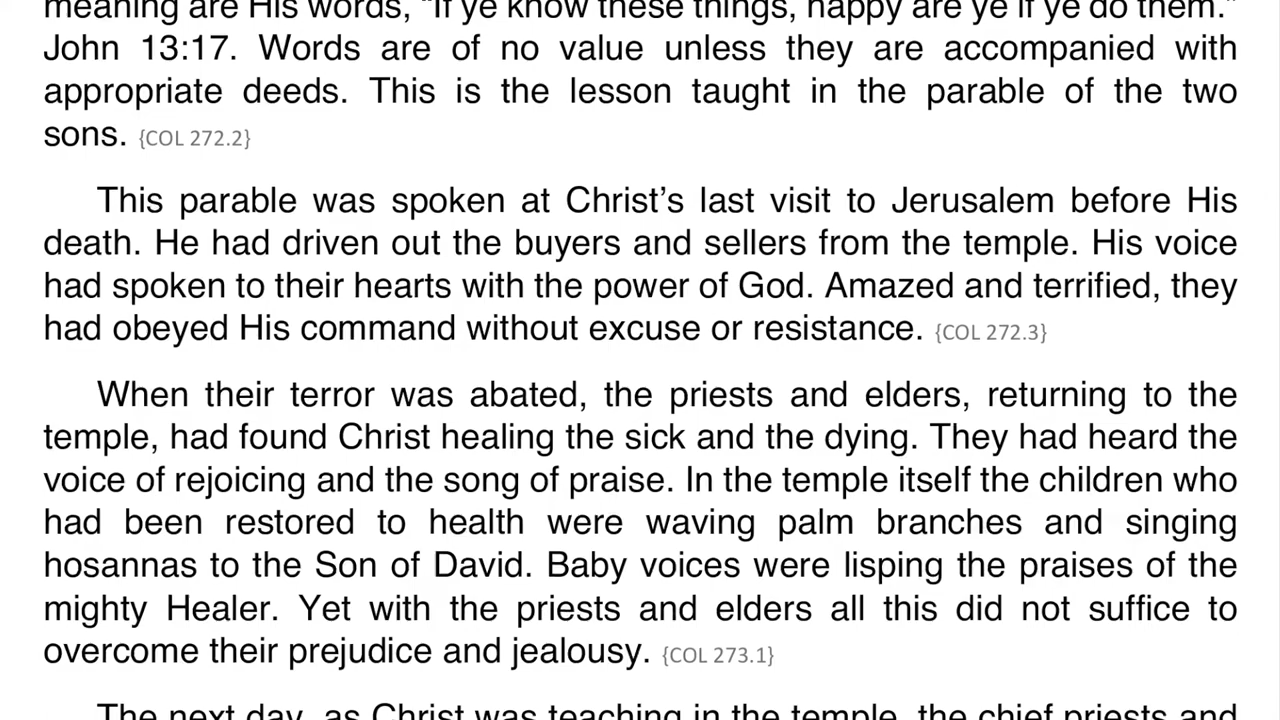 meaning are His words, “If ye know these things, happy are ye if ye do them.”
John 13:17. Words are of no value unless they are accompanied with
appropriate deeds. This is the lesson taught in the parable of the two
sons. {COL 272.2}
This parable was spoken at Christ’s last visit to Jerusalem before His
death. He had driven out the buyers and sellers from the temple. His voice
had spoken to their hearts with the power of God. Amazed and terrified, they
had obeyed His command without excuse or resistance. {COL 272.3}
When their terror was abated, the priests and elders, returning to the
temple, had found Christ healing the sick and the dying. They had heard the
voice of rejoicing and the song of praise. In the temple itself the children who
had been restored to health were waving palm branches and singing
hosannas to the Son of David. Baby voices were lisping the praises of the
mighty Healer. Yet with the priests and elders all this did not suffice to
overcome their prejudice and jealousy. {COL 273.1}
The next day, as Christ was teaching in the temple, the chief priests and